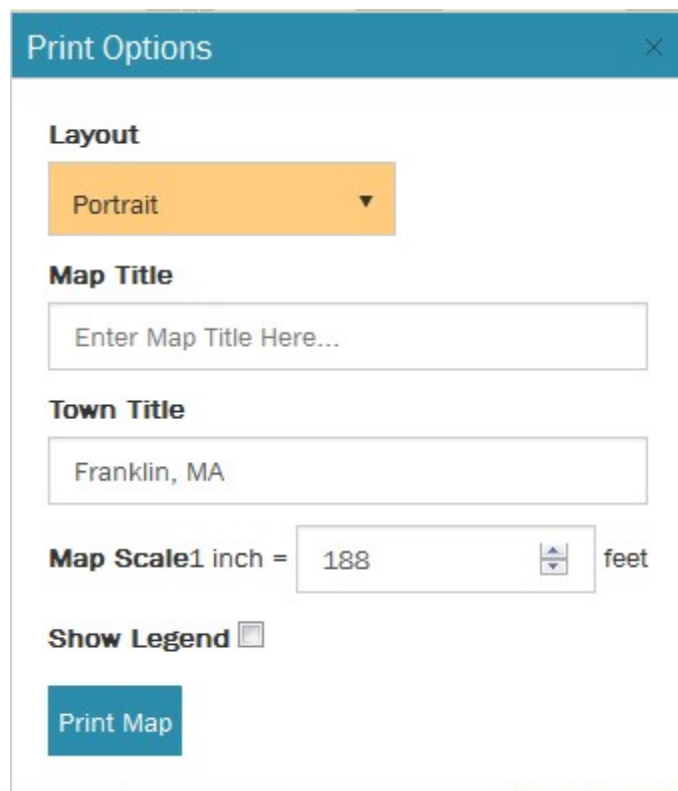 Print Options
Layout
Portrait
Map Title
Enter Map Title Here...
Town Title
Franklin, MA
Map Scale1 inch = 188 feet
Show Legend
Print Map